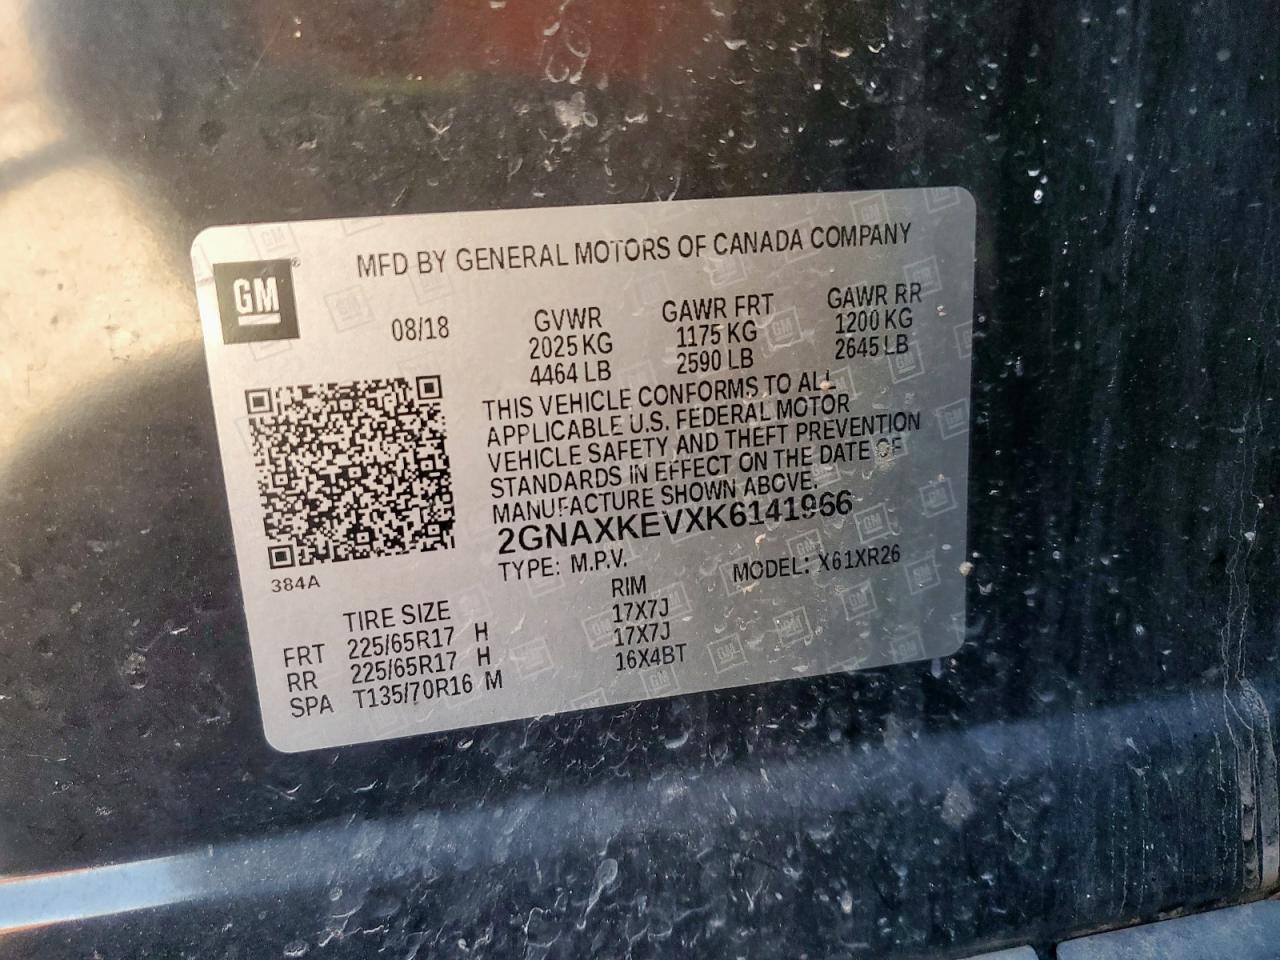 MFD BY GENERAL MOTORS OF CANADA COMPANY
GM®
08/18 GVWR GAWR FRT GAWR RR
2025 KG 1175 KG 1200 KG
4464 LB 2590 LB 2645 LB
THIS VEHICLE CONFORMS TO ALL
APPLICABLE U.S. FEDERAL MOTOR
VEHICLE SAFETY AND THEFT PREVENTION
STANDARDS IN EFFECT ON THE DATE OF
MANUFACTURE SHOWN ABOVE.
2GNAXKEVXK6141966
TYPE: M.P.V. MODEL: X61XR26
384A
TIRE SIZE RIM
FRT 225/65R17 H 17X7J
RR 225/65R17 H 17X7J
SPA T135/70R16 M 16X4BT